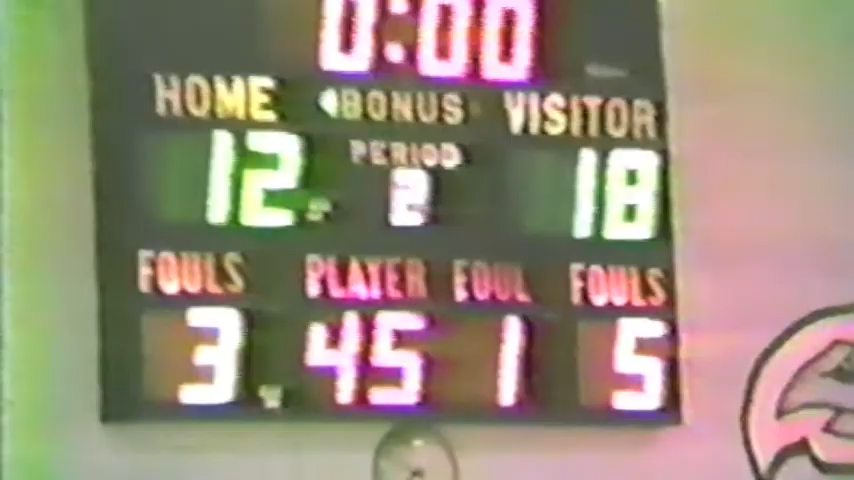 0:00
HOME BONUS VISITOR
PERIOD
12 2 18
FOULS PLAYER FOUL FOULS
3 45 1 5